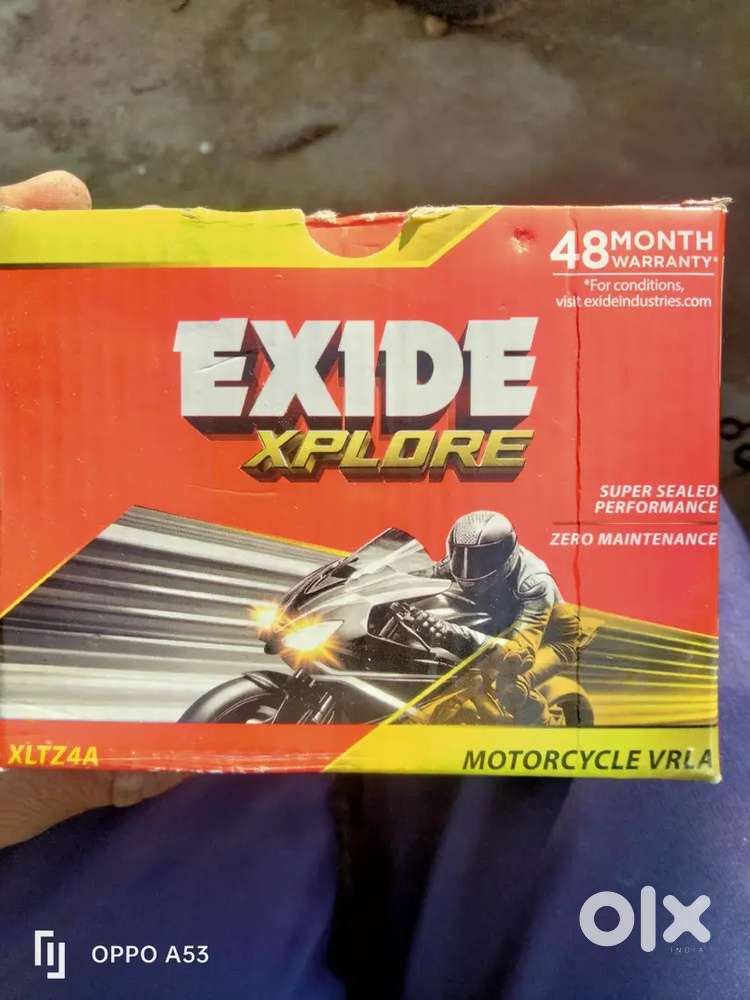 48 MONTH
WARRANTY*
*For conditions,
visit exideindustries.com
EXIDE
XPLORE
SUPER SEALED
PERFORMANCE
ZERO MAINTENANCE
XLTZ4A
MOTORCYCLE VRLA
OPPO A53
olx
INDIA